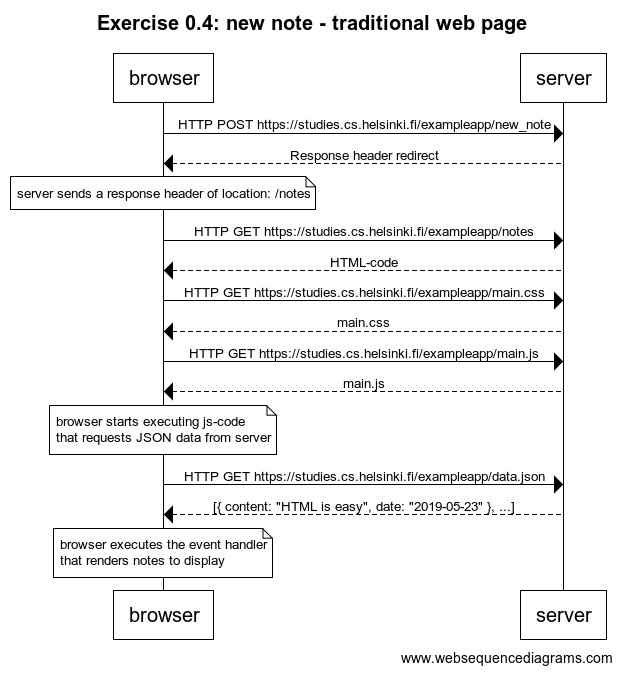 Exercise 0.4: new note - traditional web page
browser
server
HTTP POST https://studies.cs.helsinki.fi/exampleapp/new_note
Response header redirect
server sends a response header of location: /notes
HTTP GET https://studies.cs.helsinki.fi/exampleapp/notes
HTML-code
HTTP GET https://studies.cs.helsinki.fi/exampleapp/main.css
main.css
HTTP GET https://studies.cs.helsinki.fi/exampleapp/main.js
main.js
browser starts executing js-code
that requests JSON data from server
HTTP GET https://studies.cs.helsinki.fi/exampleapp/data.json
[{ content: "HTML is easy", date: "2019-05-23" }, ...]
browser executes the event handler
that renders notes to display
browser
server
www.websequencediagrams.com